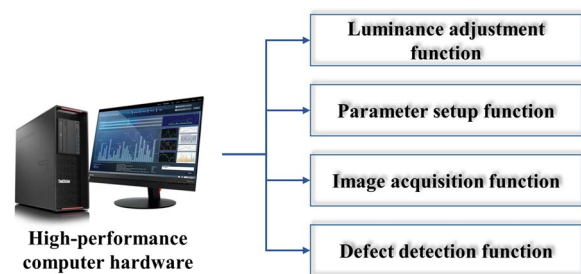 Luminance adjustment
function
Parameter setup function
Image acquisition function
Defect detection function
High-performance
computer hardware